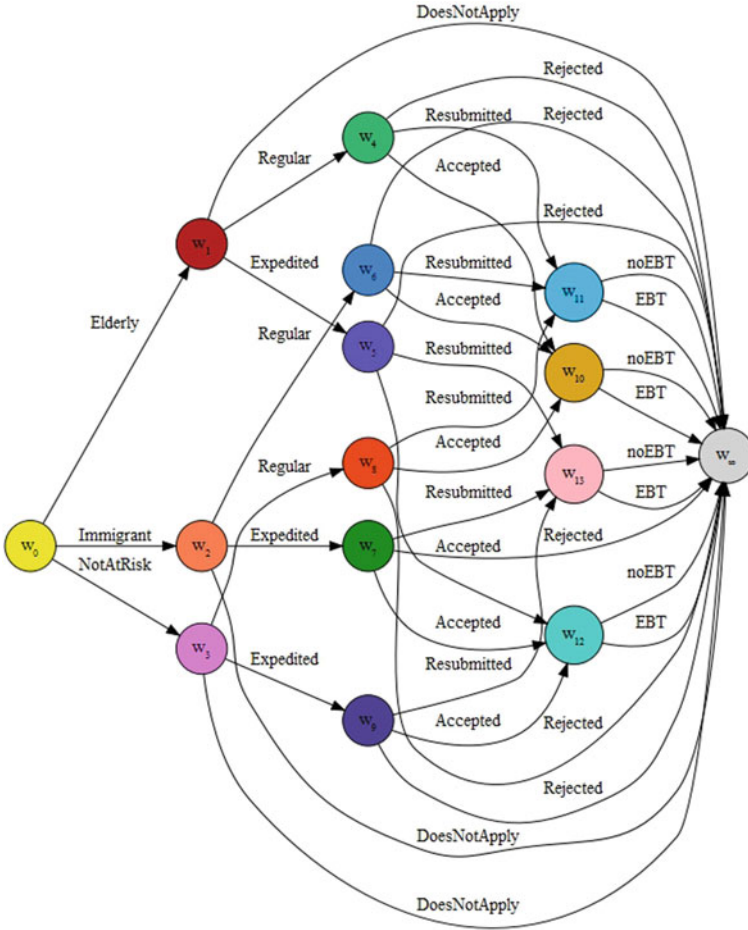 DoesNotApply
Rejected
w₄
Resubmitted
Rejected
Regular
Accepted
Rejected
w₁
Expedited
w₆
Resubmitted
noEBT
w₁₁
EBT
Elderly
Regular
Accepted
w₅
Resubmitted
noEBT
w₁₀
EBT
Resubmitted
Accepted
noEBT
w∞
Regular
w₈
w₁₃
Resubmitted
EBT
w₀
Immigrant
w₂
Expedited
w₇
Accepted
Rejected
NotAtRisk
noEBT
Accepted
EBT
w₁₂
w₃
Expedited
Resubmitted
w₉
Accepted
Rejected
Rejected
DoesNotApply
DoesNotApply